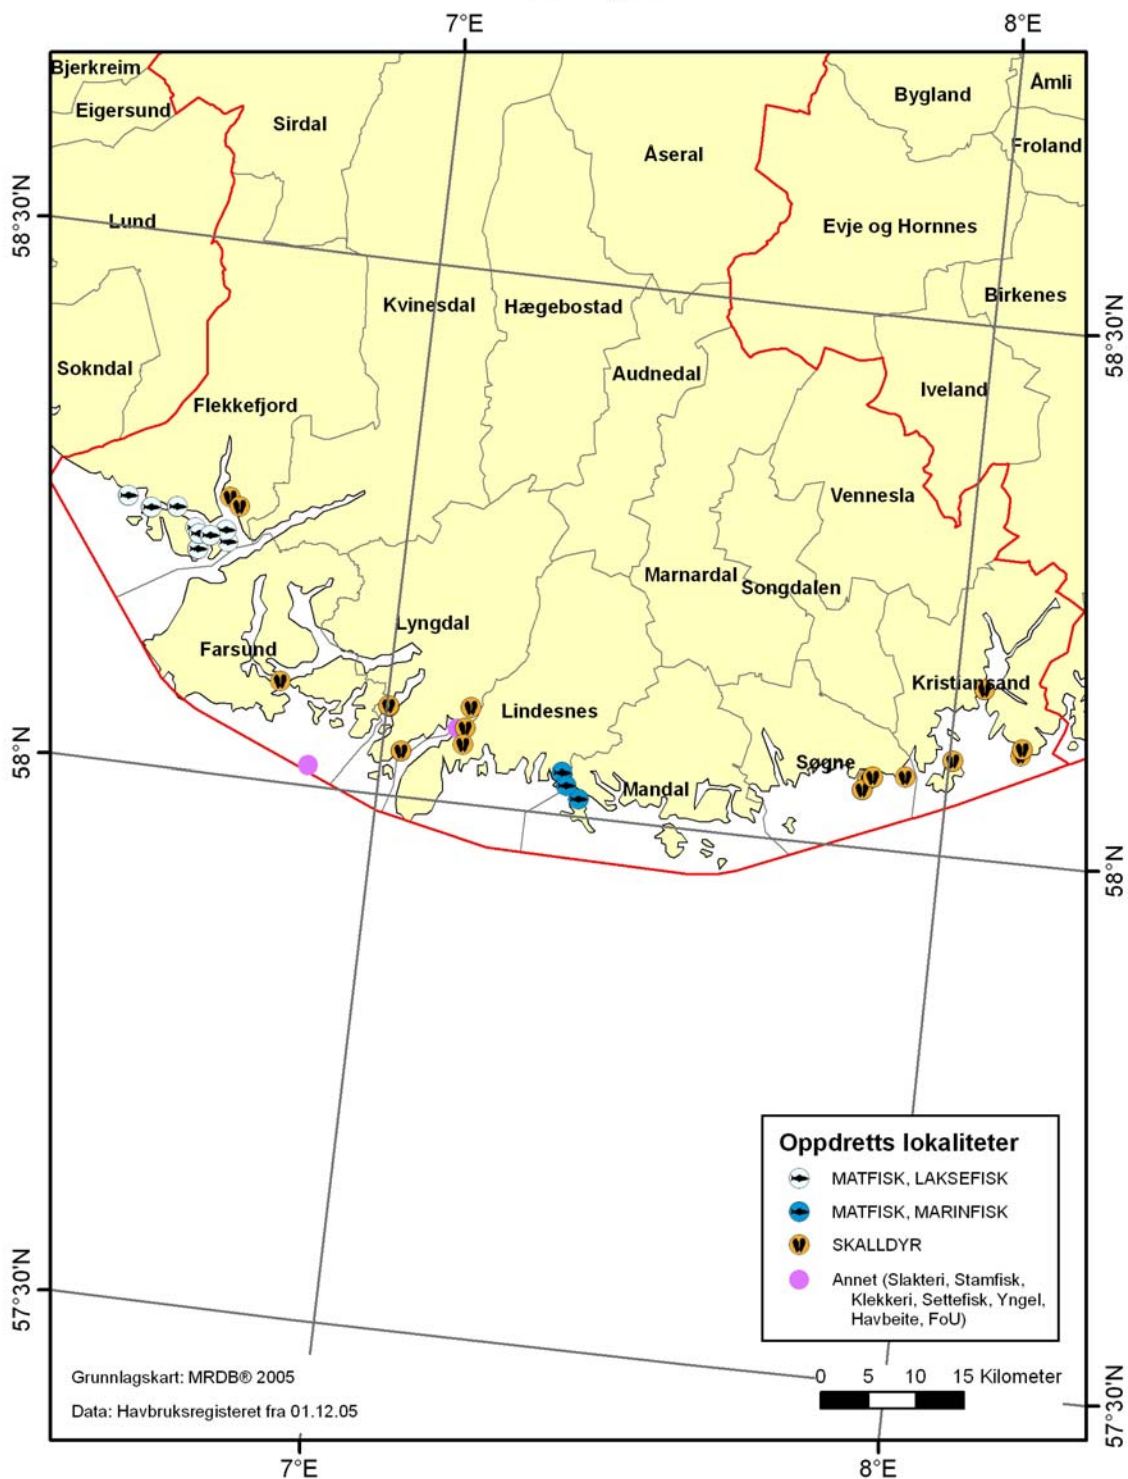 7°E
8°E
Bjerkreim
Eigersund
Sirdal
Bygland
Åmli
Froland
Åseral
58°30'N
Lund
Evje og Hornnes
Kvinesdal
Hægebostad
Birkenes
58°30'N
Sokndal
Audnedal
Iveland
Flekkefjord
Vennesla
Marnardal
Songdalen
Lyngdal
Farsund
Kristiansand
Lindesnes
58°N
Søgne
Mandal
58°N
Oppdretts lokaliteter
MATFISK, LAKSEFISK
MATFISK, MARINFISK
SKALLDYR
Annet (Slakteri, Stamfisk,
Klekkeri, Settefisk, Yngel,
Havbeite, FoU)
57°30'N
Grunnlagskart: MRDB® 2005
0 5 10 15 Kilometer
Data: Havbruksregisteret fra 01.12.05
57°30'N
7°E
8°E